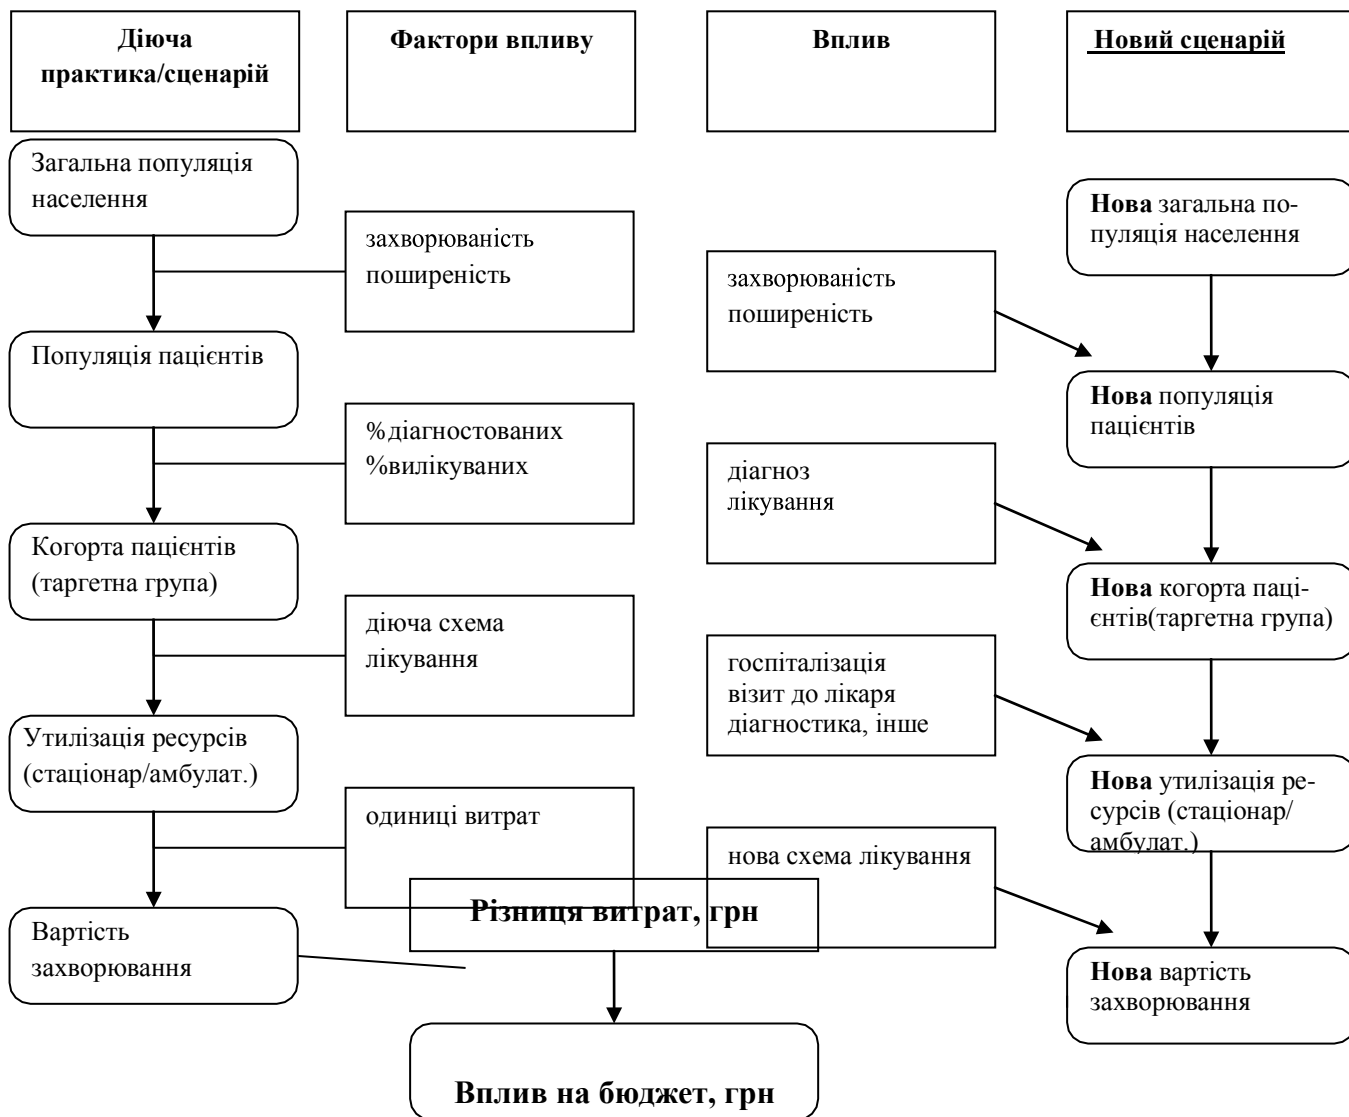 Діюча
практика/сценарій
Фактори впливу
Вплив
Новий сценарій
Загальна популяція
населення
захворюваність
поширеність
Популяція пацієнтів
%діагностованих
%вилікуваних
Когорта пацієнтів
(таргетна група)
діюча схема
лікування
Утилізація ресурсів
(стаціонар/амбулат.)
одиниці витрат
Вартість
захворювання
захворюваність
поширеність
діагноз
лікування
госпіталізація
візит до лікаря
діагностика, інше
нова схема лікування
Нова загальна по-
пуляція населення
Нова популяція
пацієнтів
Нова когорта паці-
єнтів(таргетна група)
Нова утилізація ре-
сурсів (стаціонар/
амбулат.)
Нова вартість
захворювання
Різниця витрат, грн
Вплив на бюджет, грн